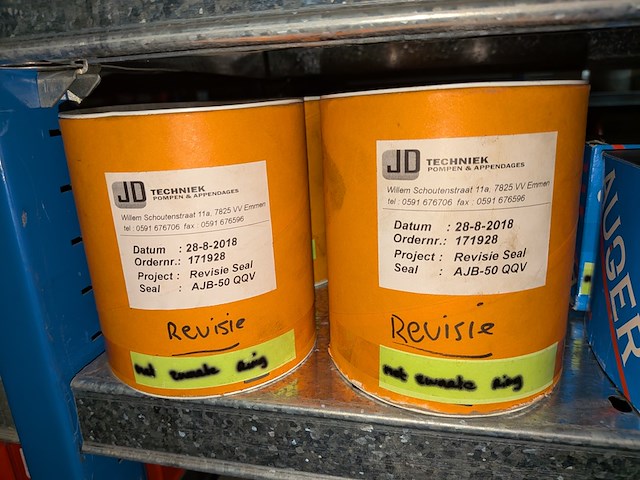 JD TECHNIEK
POMPEN & APPENDAGES
Willem Schoutenstraat 11a, 7825 VV Emmen
tel : 0591 676706 fax : 0591 676596
Datum : 28-8-2018
Ordernr.: 171928
Project : Revisie Seal
Seal : AJB-50 QQV
Revisie
JD TECHNIEK
POMPEN & APPENDAGES
Willem Schoutenstraat 11a, 7825 VV Emmen
tel : 0591 676706 fax : 0591 676596
Datum : 28-8-2018
Ordernr.: 171928
Project : Revisie Seal
Seal : AJB-50 QQV
Revisie
AUGER